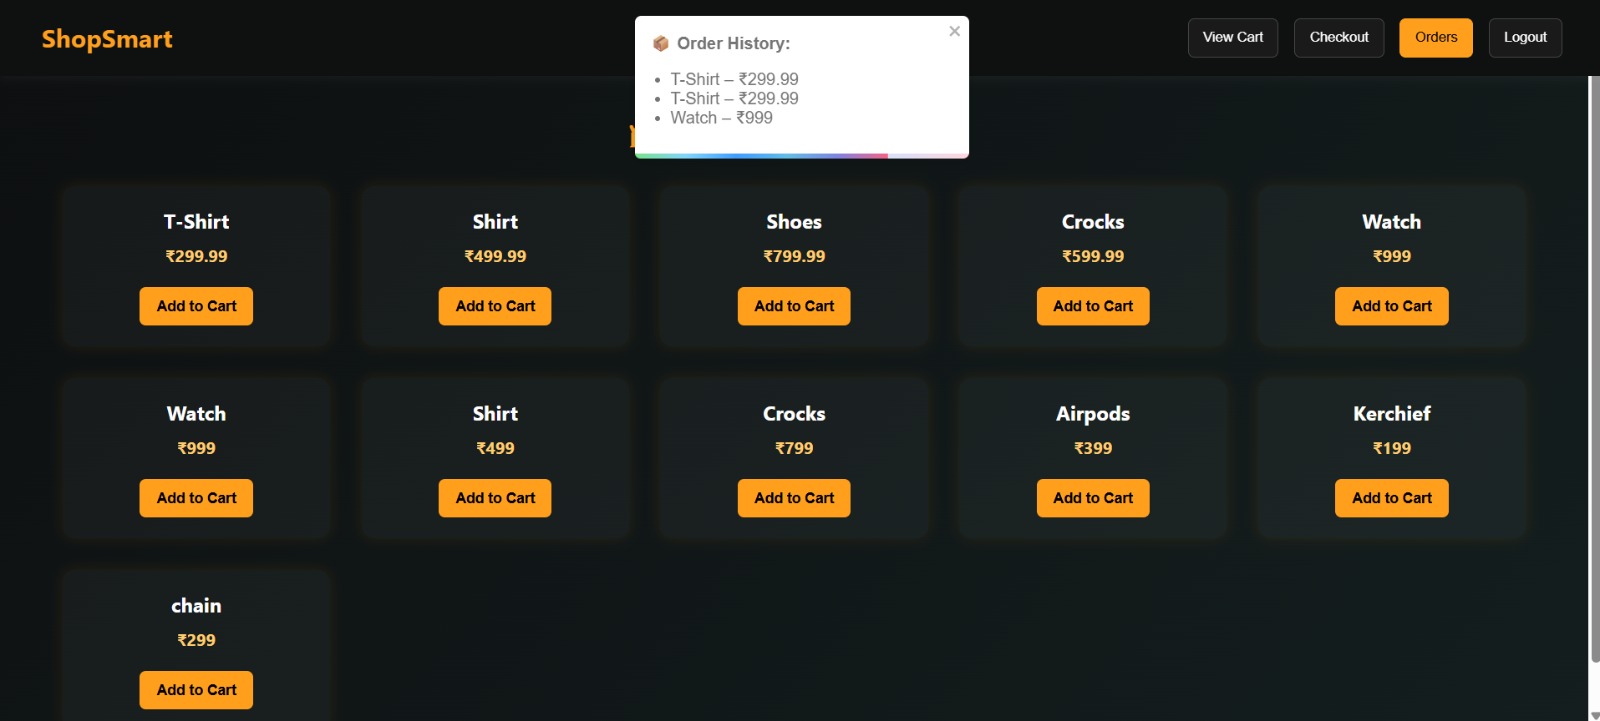 ShopSmart
View Cart
Checkout
Orders
Logout
📦 Order History:
• T-Shirt – ₹299.99
• T-Shirt – ₹299.99
• Watch – ₹999
T-Shirt
₹299.99
Add to Cart
Shirt
₹499.99
Add to Cart
Shoes
₹799.99
Add to Cart
Crocks
₹599.99
Add to Cart
Watch
₹999
Add to Cart
Watch
₹999
Add to Cart
Shirt
₹499
Add to Cart
Crocks
₹799
Add to Cart
Airpods
₹399
Add to Cart
Kerchief
₹199
Add to Cart
chain
₹299
Add to Cart